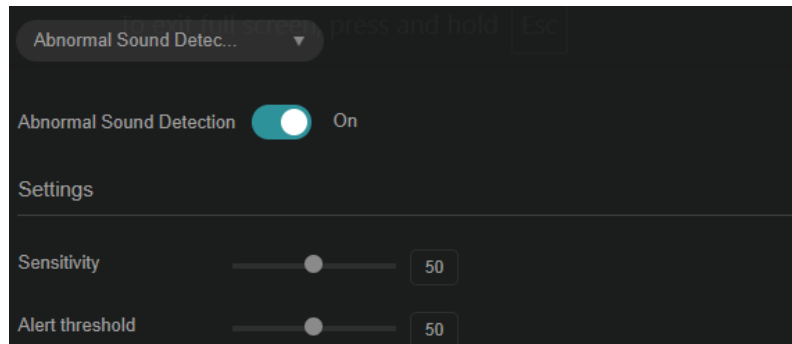 to exit full screen, press and hold Esc
Abnormal Sound Detec...
Abnormal Sound Detection On
Settings
Sensitivity 50
Alert threshold 50